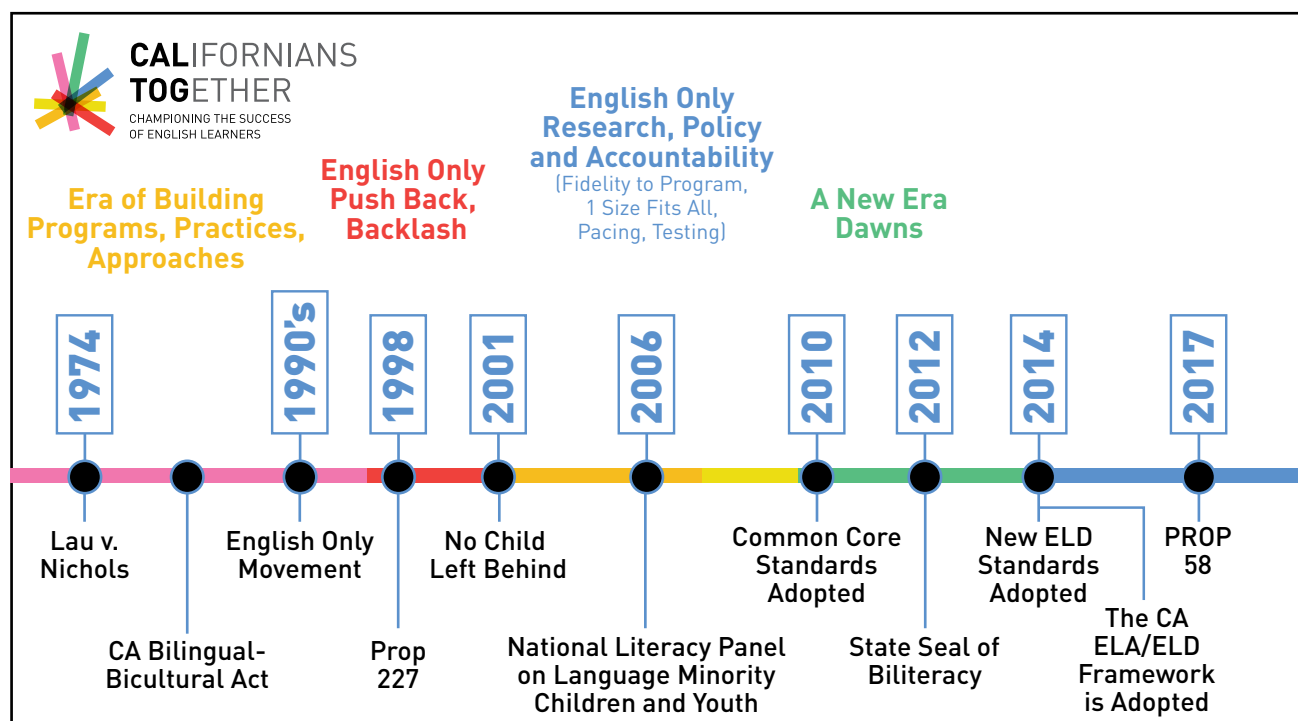 CALIFORNIANS
TOGETHER
CHAMPIONING THE SUCCESS
OF ENGLISH LEARNERS
Era of Building
Programs, Practices,
Approaches
English Only
Push Back,
Backlash
English Only
Research, Policy
and Accountability
(Fidelity to Program,
1 Size Fits All,
Pacing, Testing)
A New Era
Dawns
1974
1990's
1998
2001
2006
2010
2012
2014
2017
Lau v.
Nichols
CA Bilingual-
Bicultural Act
English Only
Movement
Prop
227
No Child
Left Behind
National Literacy Panel
on Language Minority
Children and Youth
Common Core
Standards
Adopted
State Seal of
Biliteracy
New ELD
Standards
Adopted
The CA
ELA/ELD
Framework
is Adopted
PROP
58